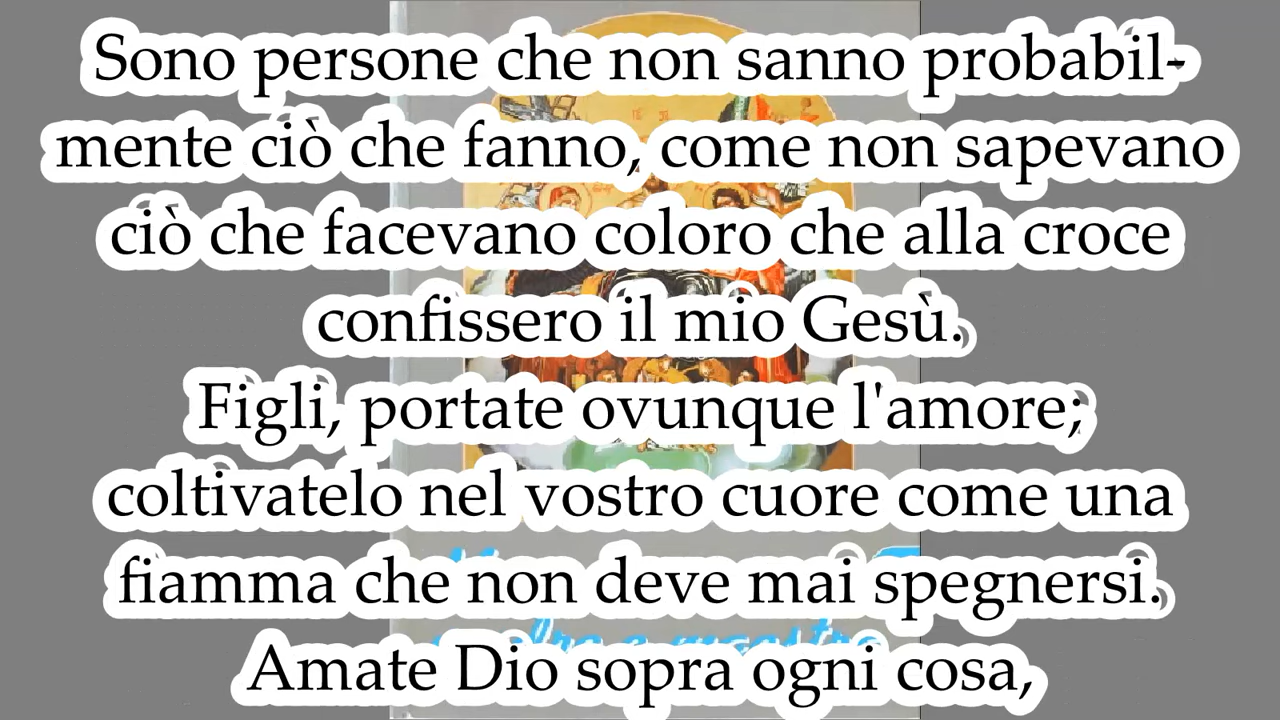 Sono persone che non sanno probabil-
mente ciò che fanno, come non sapevano
ciò che facevano coloro che alla croce
confissero il mio Gesù.
Figli, portate ovunque l'amore;
coltivatelo nel vostro cuore come una
fiamma che non deve mai spegnersi.
Amate Dio sopra ogni cosa,